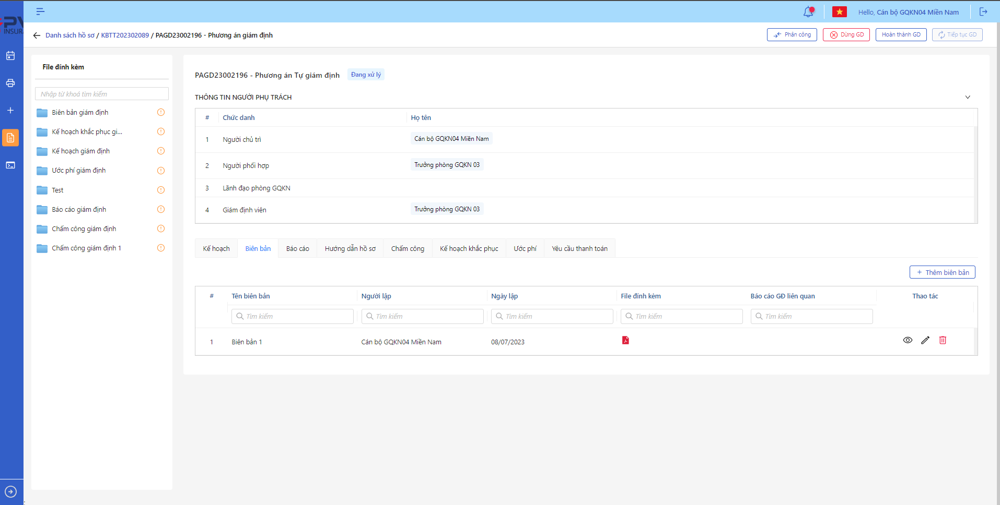 Hello, Cán bộ GQKN04 Miền Nam
INSUR
Danh sách hồ sơ / KBTT202302089 / PAGD23002196 - Phương án giám định
Phân công
Dừng GD
Hoàn thành GD
Tiếp tục GD
File đính kèm
Nhập từ khoá tìm kiếm
Biên bản giám định
Kế hoạch khắc phục gi...
Kế hoạch giám định
Ước phí giám định
Test
Báo cáo giám định
Chấm công giám định
Chấm công giám định 1
PAGD23002196 - Phương án Tự giám định
Đang xử lý
THÔNG TIN NGƯỜI PHỤ TRÁCH
# Chức danh Họ tên
1 Người chủ trì Cán bộ GQKN04 Miền Nam
2 Người phối hợp Trưởng phòng GQKN 03
3 Lãnh đạo phòng GQKN
4 Giám định viên Trưởng phòng GQKN 03
Kế hoạch Biên bản Báo cáo Hướng dẫn hồ sơ Chấm công Kế hoạch khắc phục Ước phí Yêu cầu thanh toán
+ Thêm biên bản
# Tên biên bản Người lập Ngày lập File đính kèm Báo cáo GĐ liên quan Thao tác
Tìm kiếm Tìm kiếm Tìm kiếm Tìm kiếm Tìm kiếm
1 Biên bản 1 Cán bộ GQKN04 Miền Nam 08/07/2023